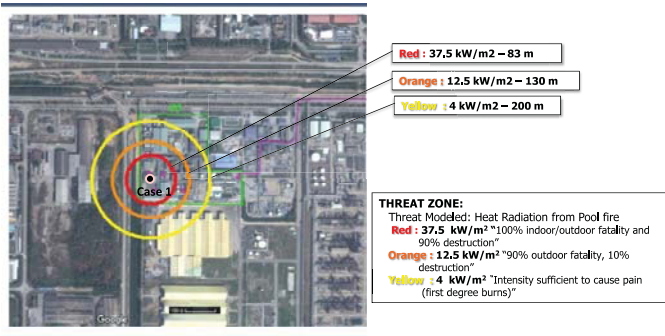 Red : 37.5 kW/m2 – 83 m
Orange : 12.5 kW/m2 – 130 m
Yellow : 4 kW/m2 – 200 m
Case 1
THREAT ZONE:
Threat Modeled: Heat Radiation from Pool fire
Red : 37.5 kW/m² "100% indoor/outdoor fatality and
90% destruction"
Orange : 12.5 kW/m² "90% outdoor fatality, 10%
destruction"
Yellow : 4 kW/m² "Intensity sufficient to cause pain
(first degree burns)"
Google